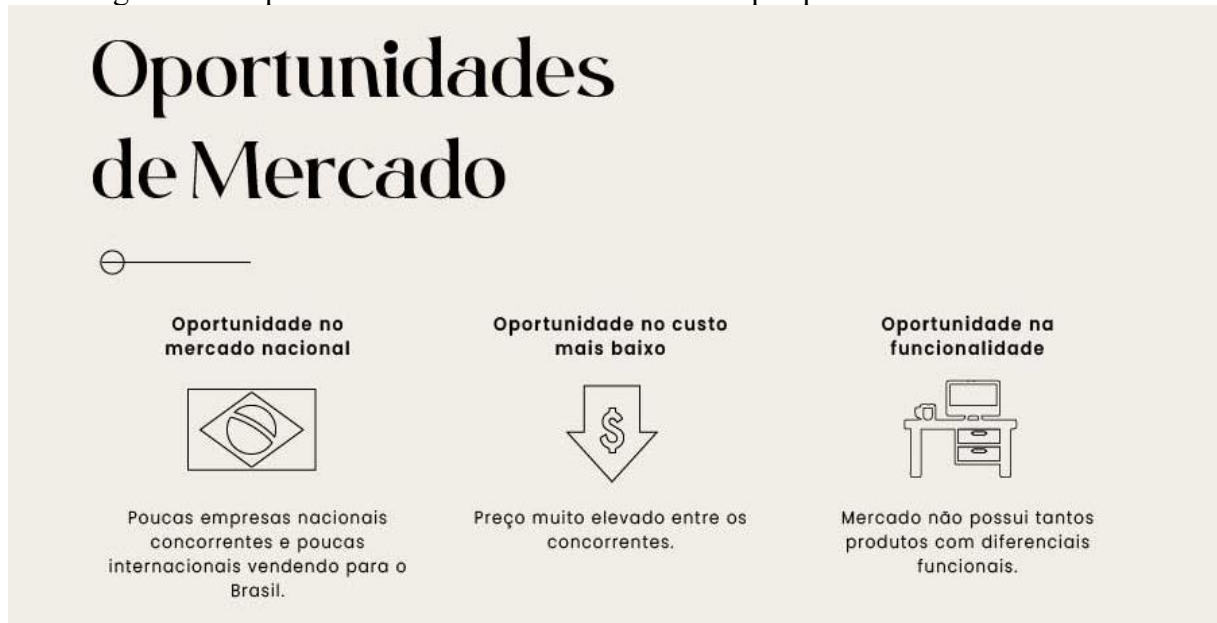 Oportunidades
de Mercado
Oportunidade no
mercado nacional
Poucas empresas nacionais
concorrentes e poucas
internacionais vendendo para o
Brasil.
Oportunidade no custo
mais baixo
$
Preço muito elevado entre os
concorrentes.
Oportunidade na
funcionalidade
Mercado não possui tantos
produtos com diferenciais
funcionais.